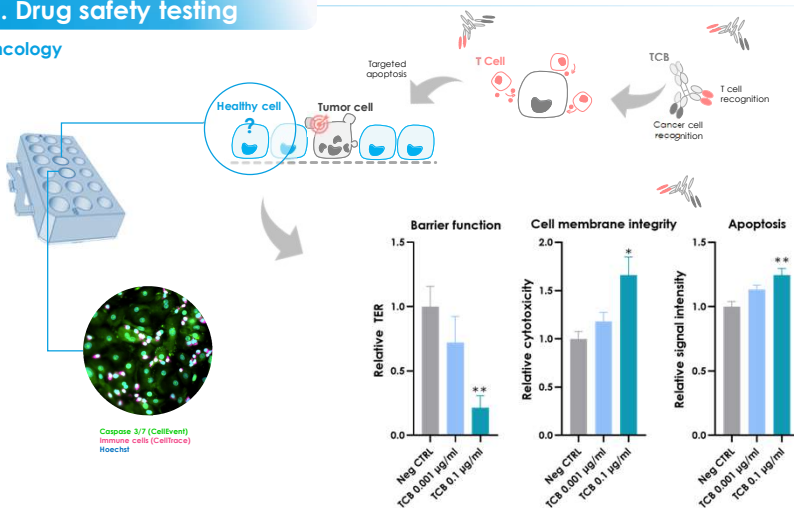 . Drug safety testing
ncology
Healthy cell
?
Tumor cell
Targeted
apoptosis
T Cell
TCB
T cell
recognition
Cancer cell
recognition
Caspase 3/7 (CellEvent)
Immune cells (CellTrace)
Hoechst
Barrier function
Relative TER
1.5
1.0
0.5
0.0
**
Neg CTRL
TCB 0.001 µg/ml
TCB 0.1 µg/ml
Cell membrane integrity
Relative cytotoxicity
2.0
1.5
1.0
0.5
0.0
*
Neg CTRL
TCB 0.001 µg/ml
TCB 0.1 µg/ml
Apoptosis
Relative signal intensity
1.5
1.0
0.5
0.0
**
Neg CTRL
TCB 0.001 µg/ml
TCB 0.1 µg/ml